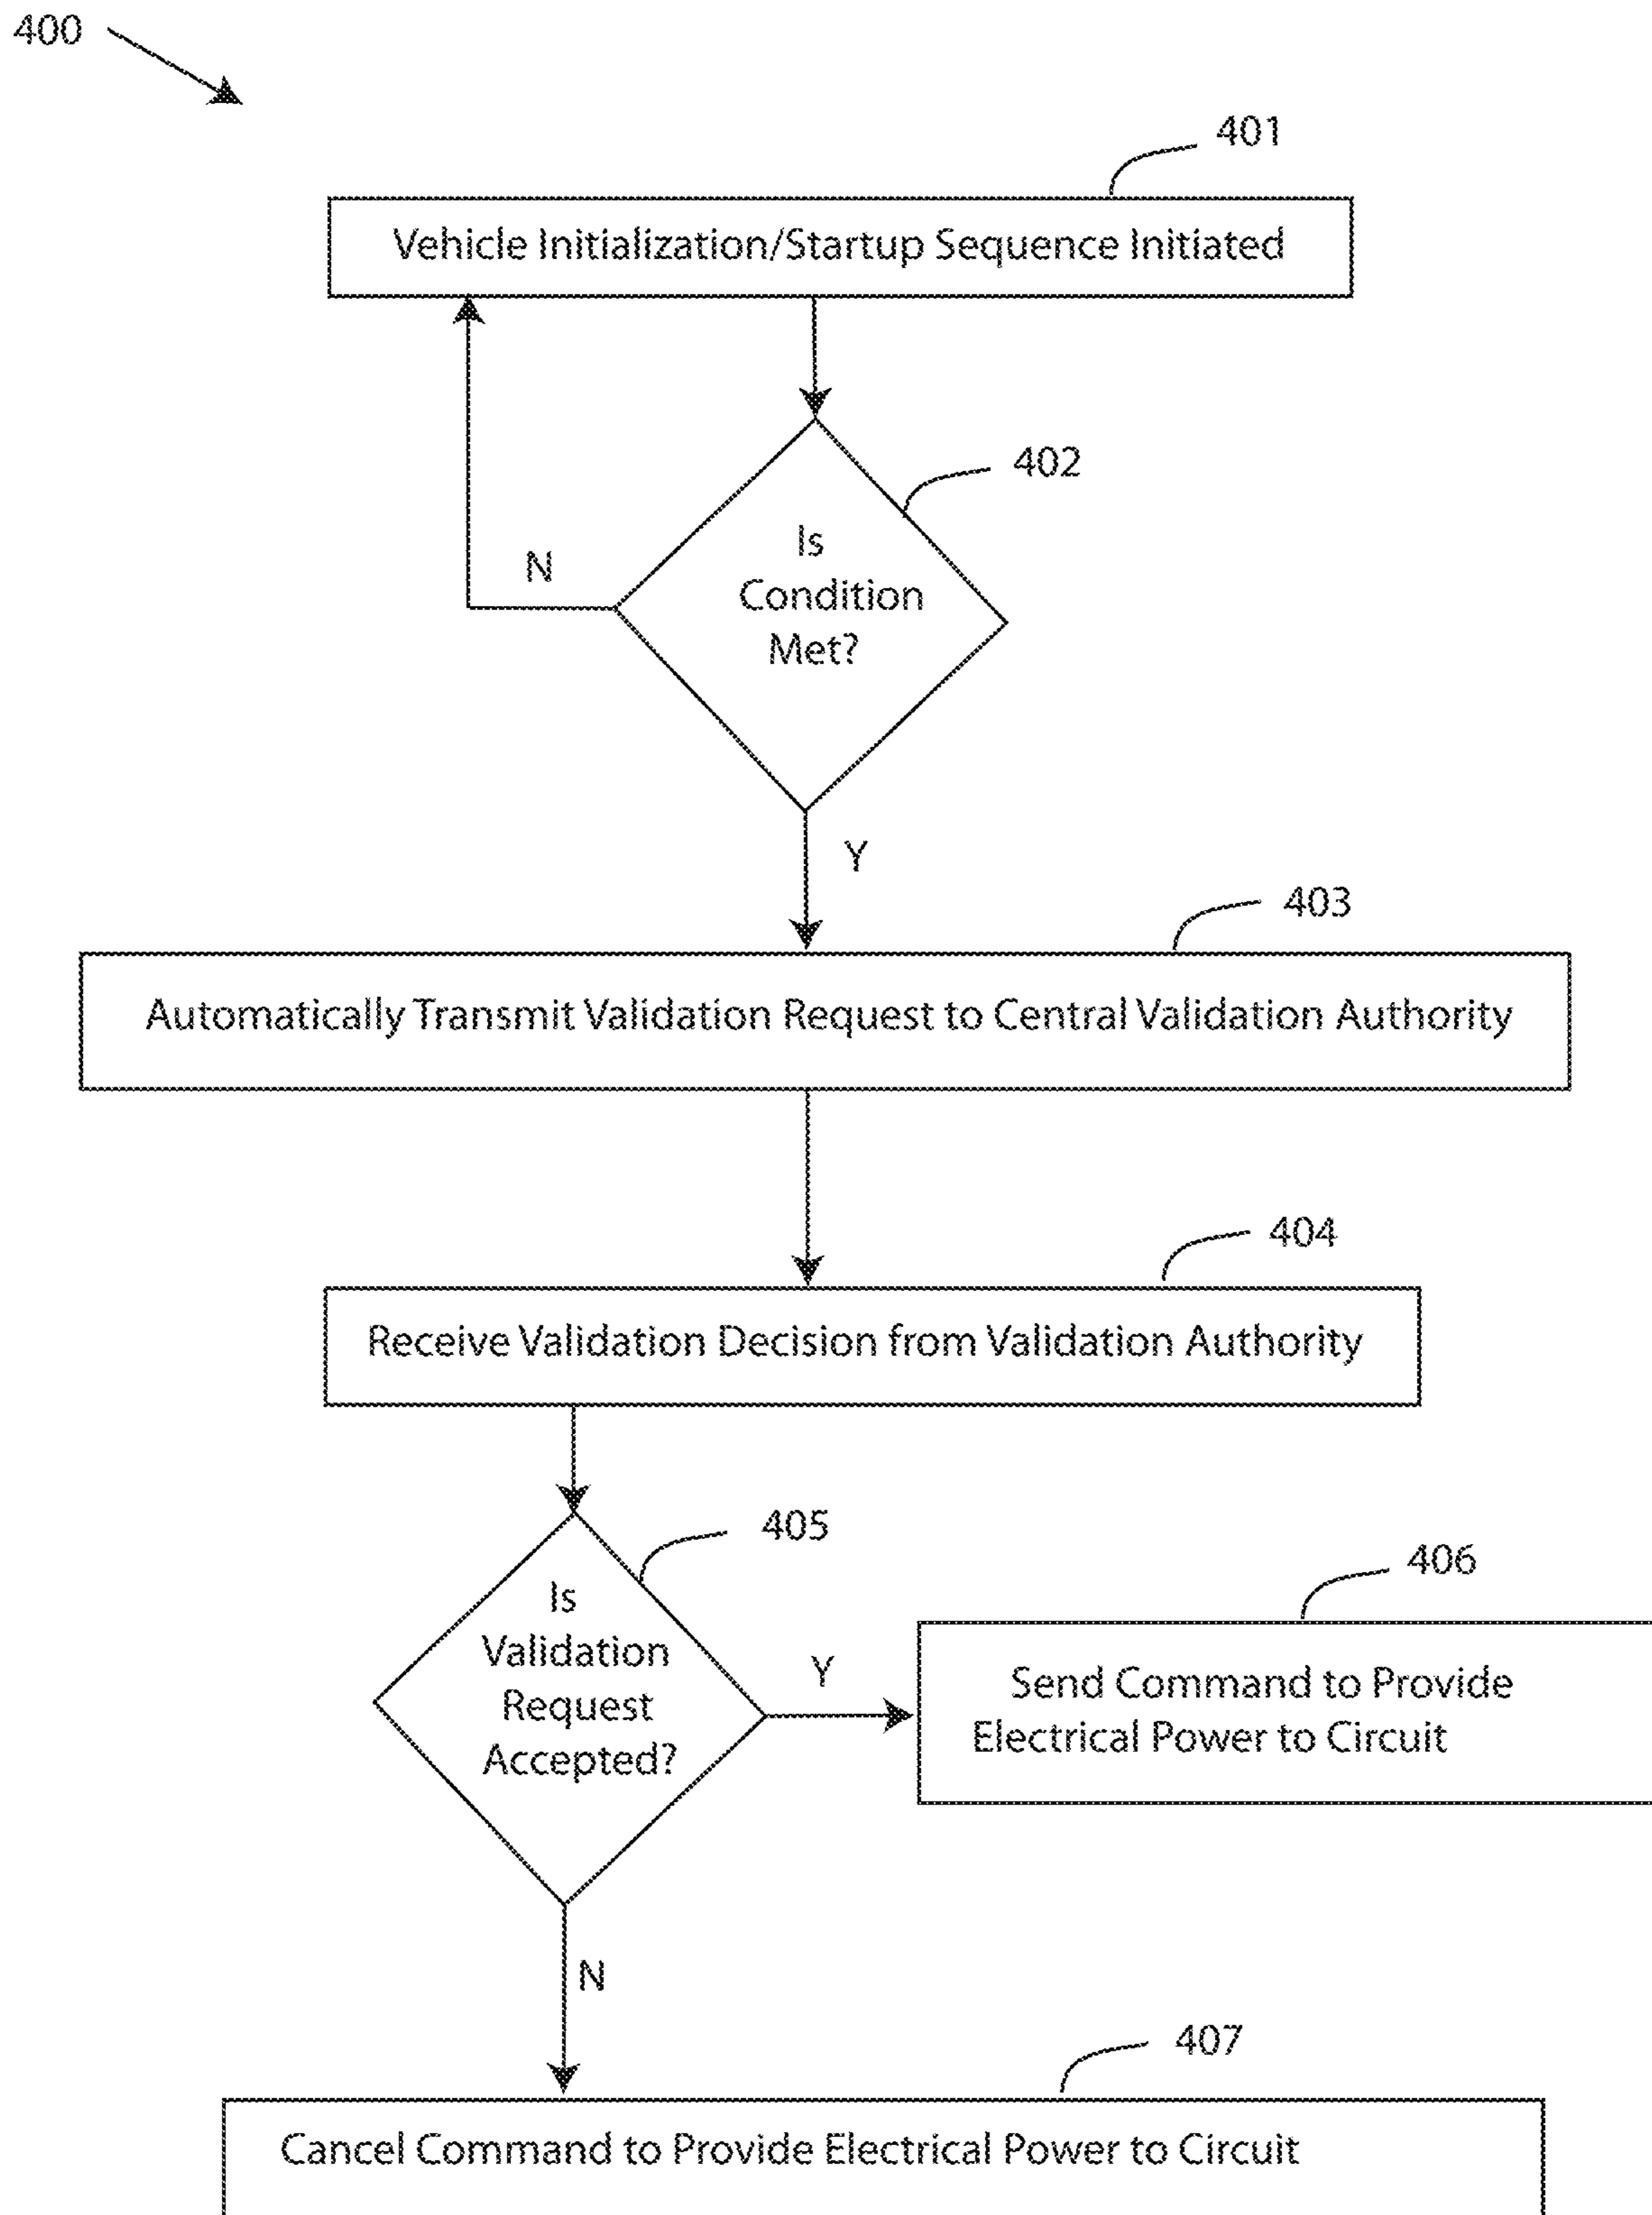 400
401
Vehicle Initialization/Startup Sequence Initiated
402
Is
Condition
Met?
N
Y
403
Automatically Transmit Validation Request to Central Validation Authority
404
Receive Validation Decision from Validation Authority
405
Is
Validation
Request
Accepted?
Y
406
Send Command to Provide
Electrical Power to Circuit
N
407
Cancel Command to Provide Electrical Power to Circuit